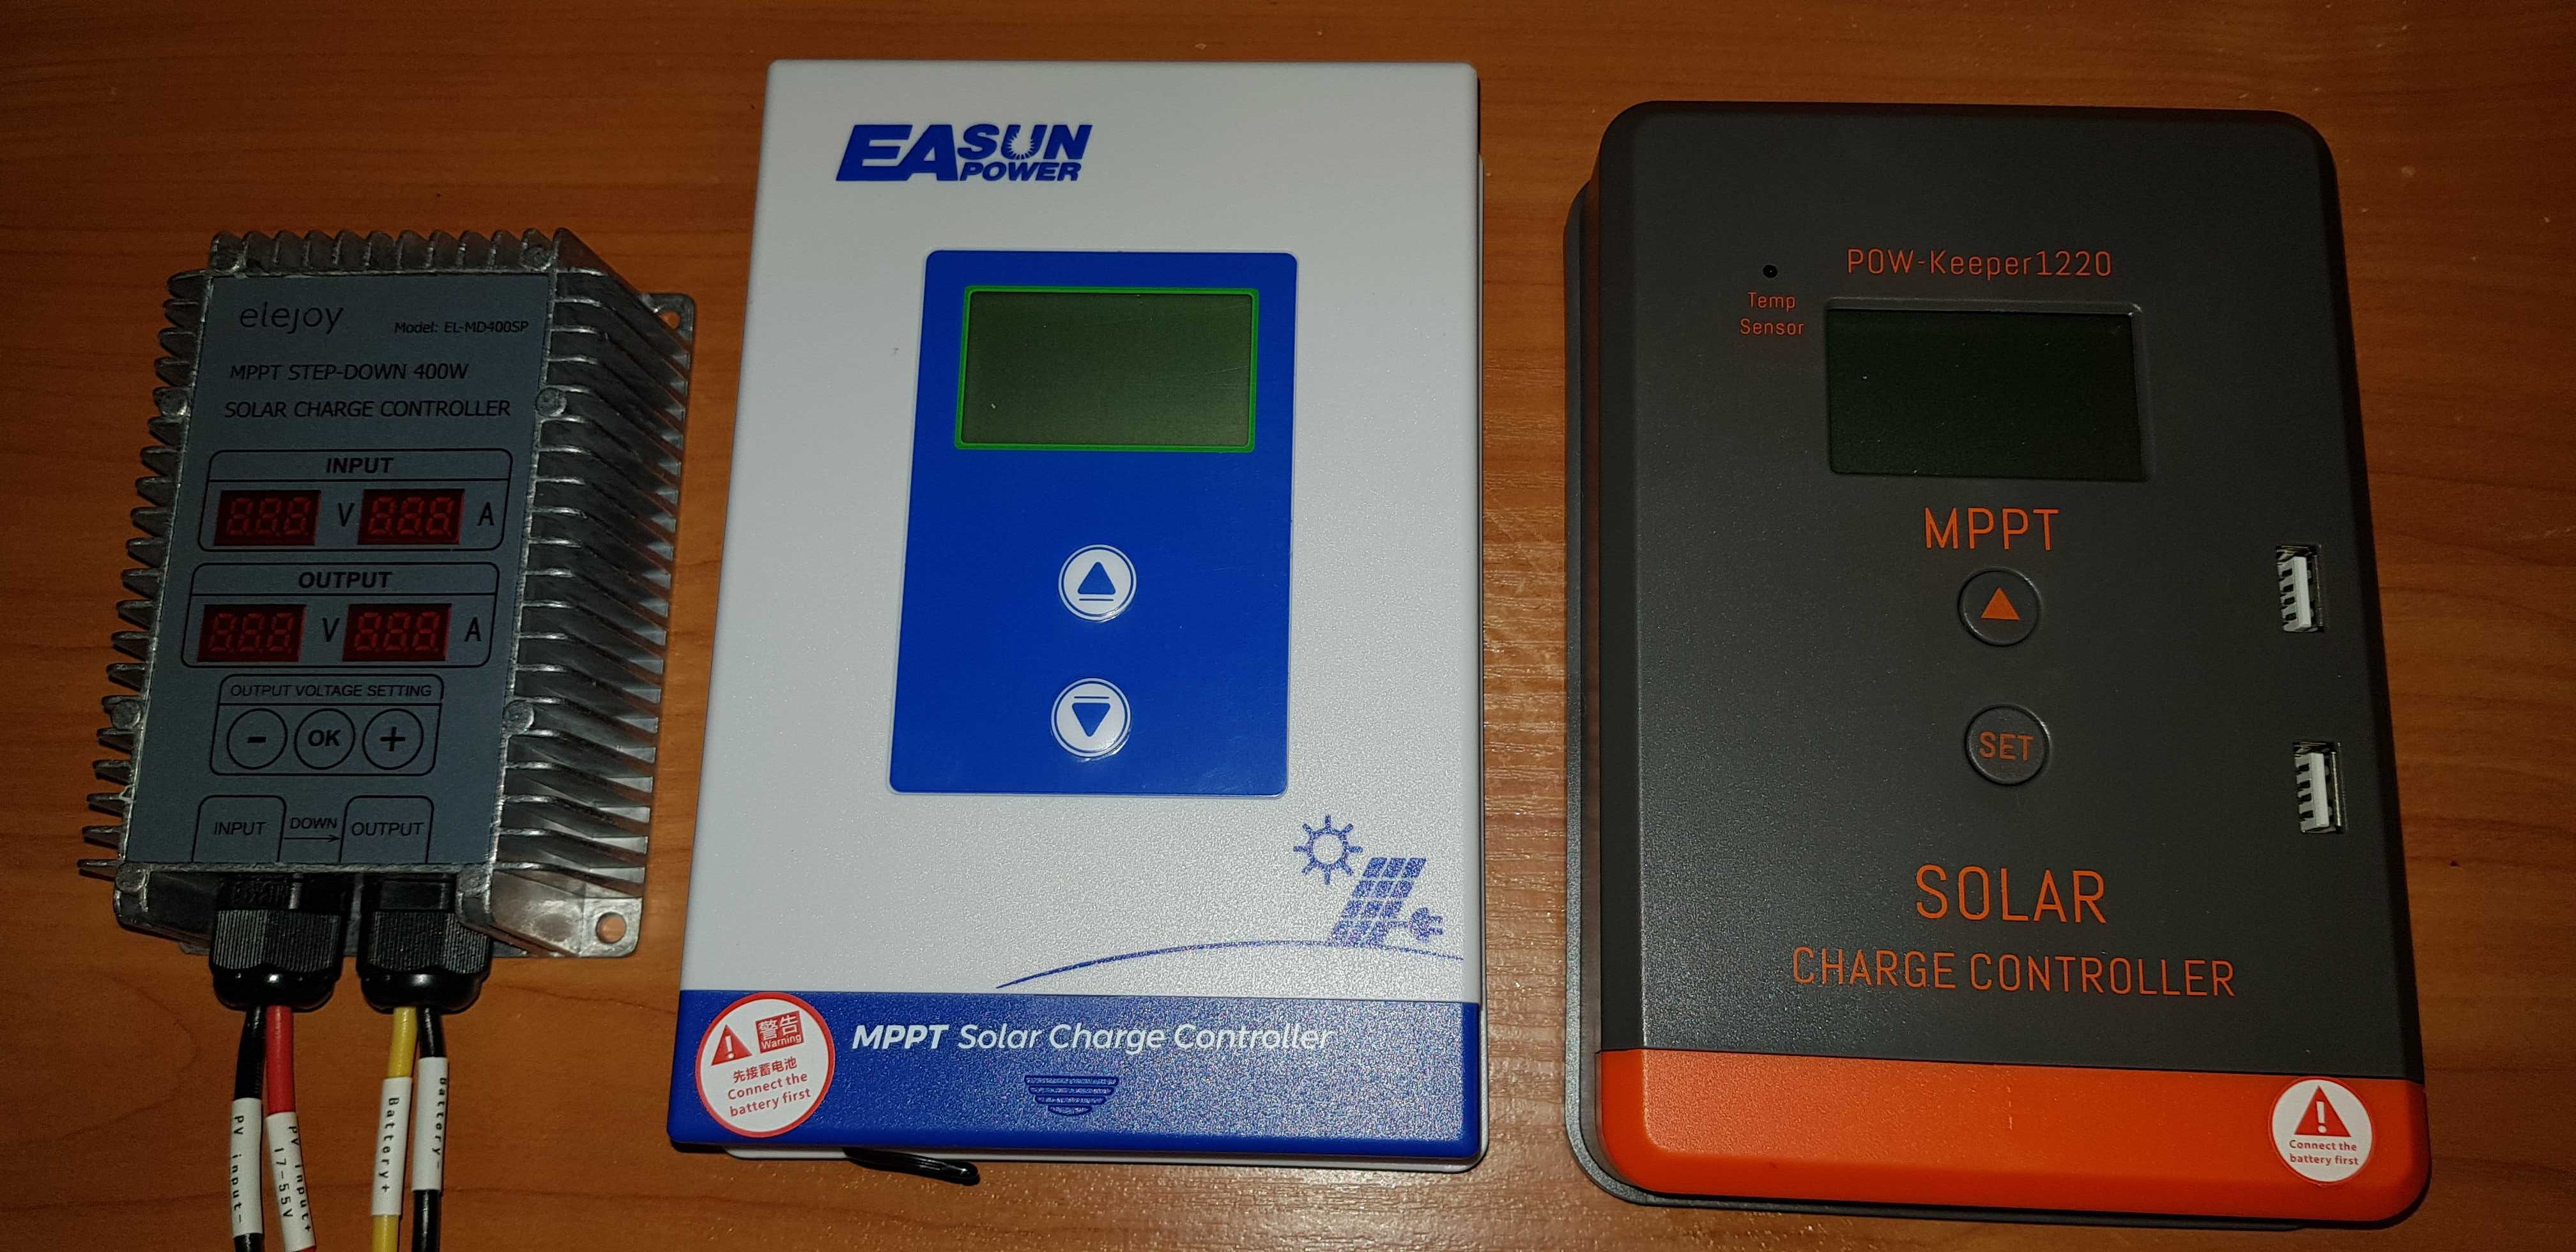 elejoy
Model: EL-MD400SP
MPPT STEP-DOWN 400W
SOLAR CHARGE CONTROLLER
INPUT
V A
OUTPUT
V A
OUTPUT VOLTAGE SETTING
- OK +
INPUT DOWN OUTPUT
PV input-
PV input+
17-55V
Battery+
Battery-
EASUN
POWER
警告
Warning
先接蓄电池
Connect the
battery first
MPPT Solar Charge Controller
POW-Keeper1220
Temp
Sensor
MPPT
SET
SOLAR
CHARGE CONTROLLER
Connect the
battery first